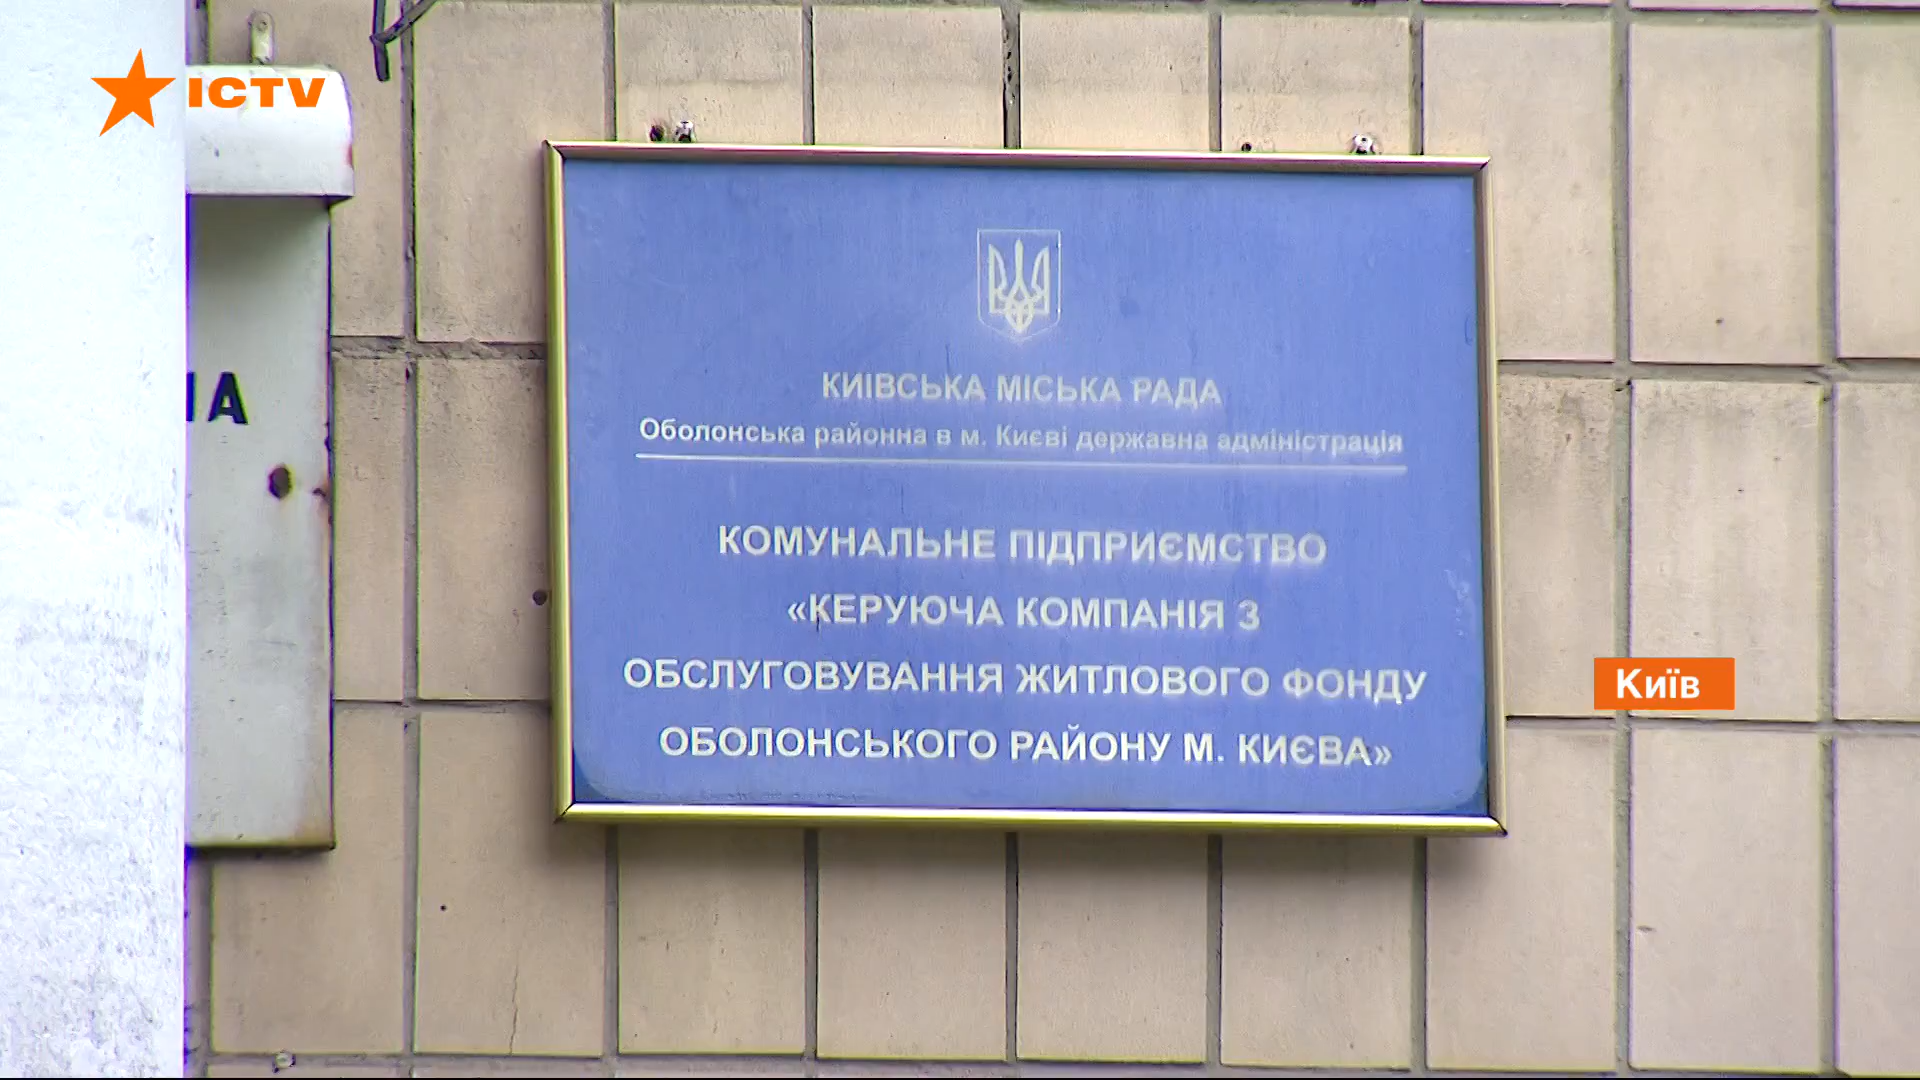 ICTV
НА
КИЇВСЬКА МІСЬКА РАДА
Оболонська районна в м. Києві державна адміністрація
КОМУНАЛЬНЕ ПІДПРИЄМСТВО
«КЕРУЮЧА КОМПАНІЯ З
ОБСЛУГОВУВАННЯ ЖИТЛОВОГО ФОНДУ
ОБОЛОНСЬКОГО РАЙОНУ М. КИЄВА»
Київ